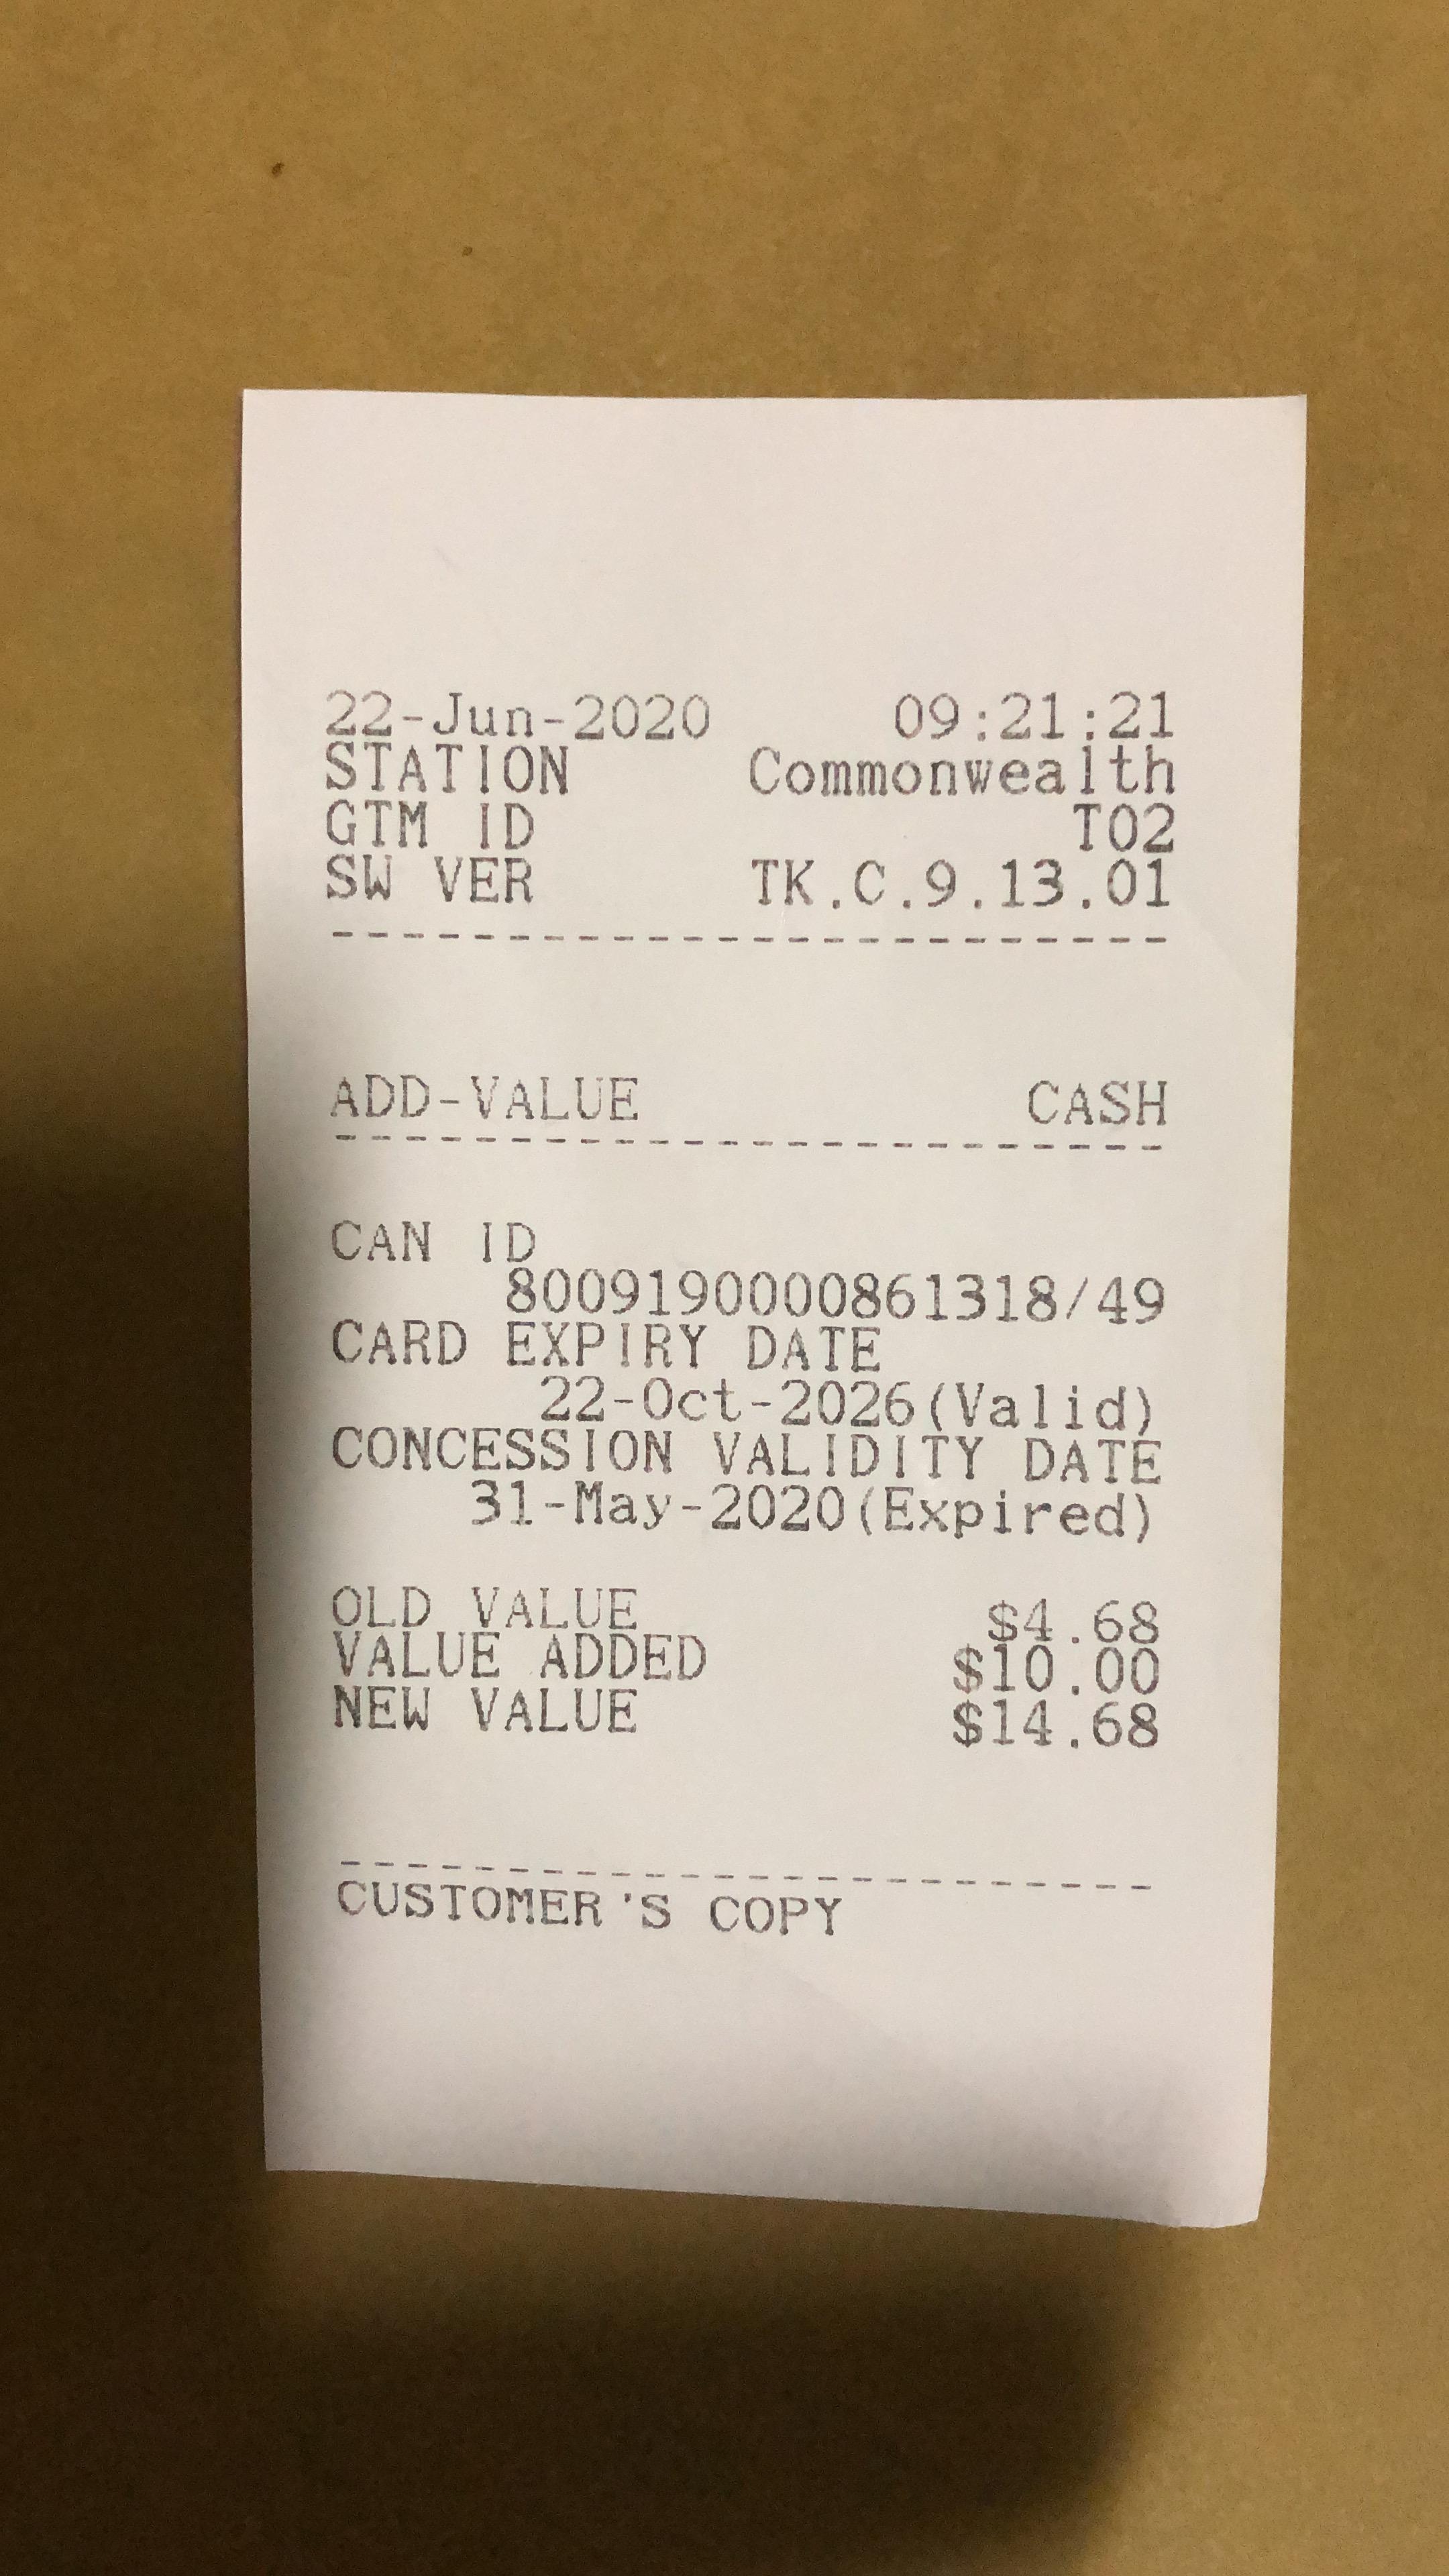 22-Jun-2020 09:21:21
STATION Commonwealth
GTM ID T02
SW VER TK.C.9.13.01
-------------------------
ADD-VALUE CASH
-------------------------
CAN ID
8009190000861318/49
CARD EXPIRY DATE
22-Oct-2026(Valid)
CONCESSION VALIDITY DATE
31-May-2020(Expired)
OLD VALUE $4.68
VALUE ADDED $10.00
NEW VALUE $14.68
-------------------------
CUSTOMER'S COPY